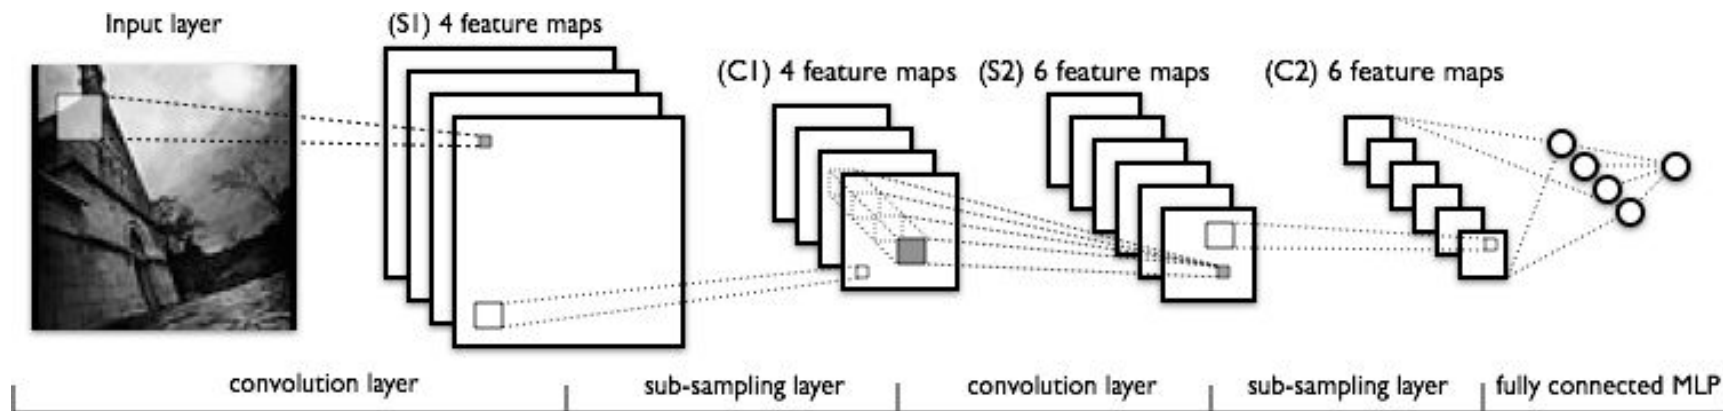 Input layer
(S1) 4 feature maps
(C1) 4 feature maps
(S2) 6 feature maps
(C2) 6 feature maps
convolution layer
sub-sampling layer
convolution layer
sub-sampling layer
fully connected MLP